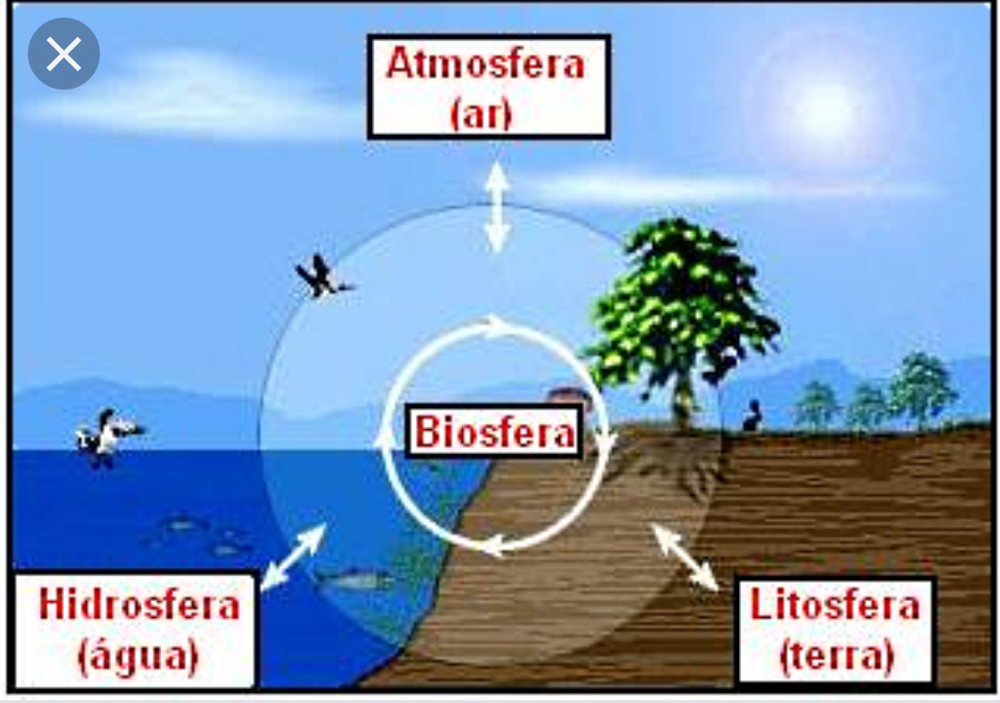 Atmosfera
(ar)
Biosfera
Hidrosfera
(água)
Litosfera
(terra)